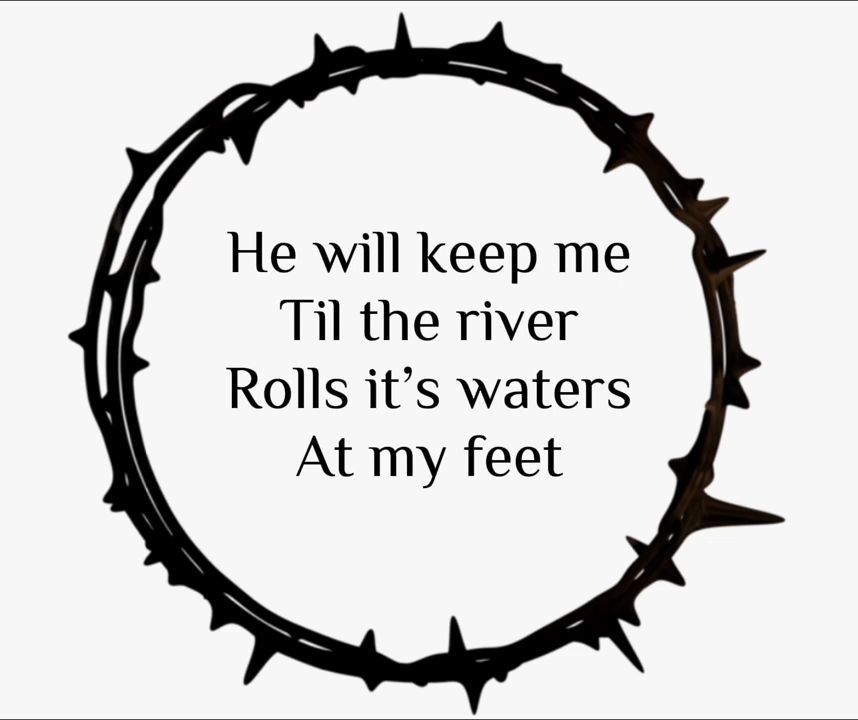 He will keep me
Til the river
Rolls it’s waters
At my feet